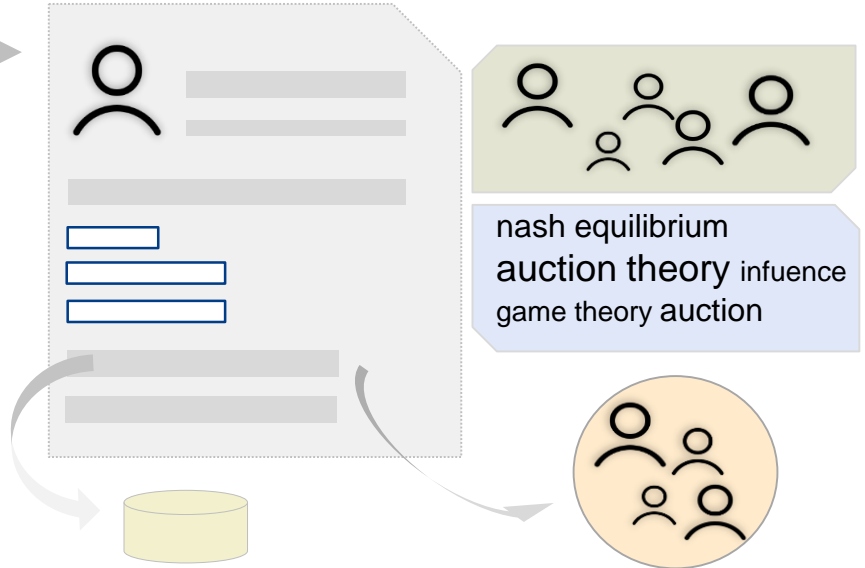 nash equilibrium
auction theory infuence
game theory auction